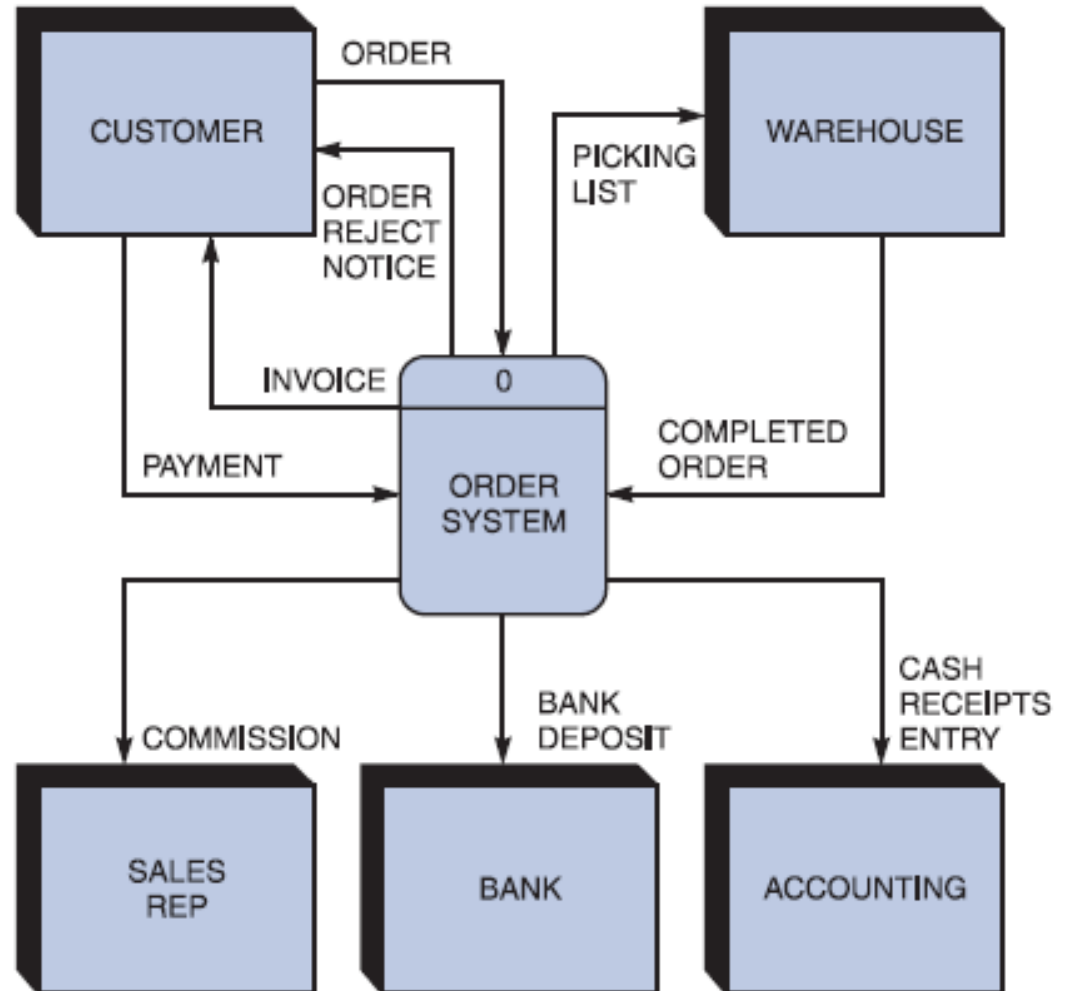 ORDER
CUSTOMER
WAREHOUSE
PICKING
LIST
ORDER
REJECT
NOTICE
INVOICE
0
PAYMENT
ORDER
SYSTEM
COMPLETED
ORDER
COMMISSION
BANK
DEPOSIT
CASH
RECEIPTS
ENTRY
SALES
REP
BANK
ACCOUNTING